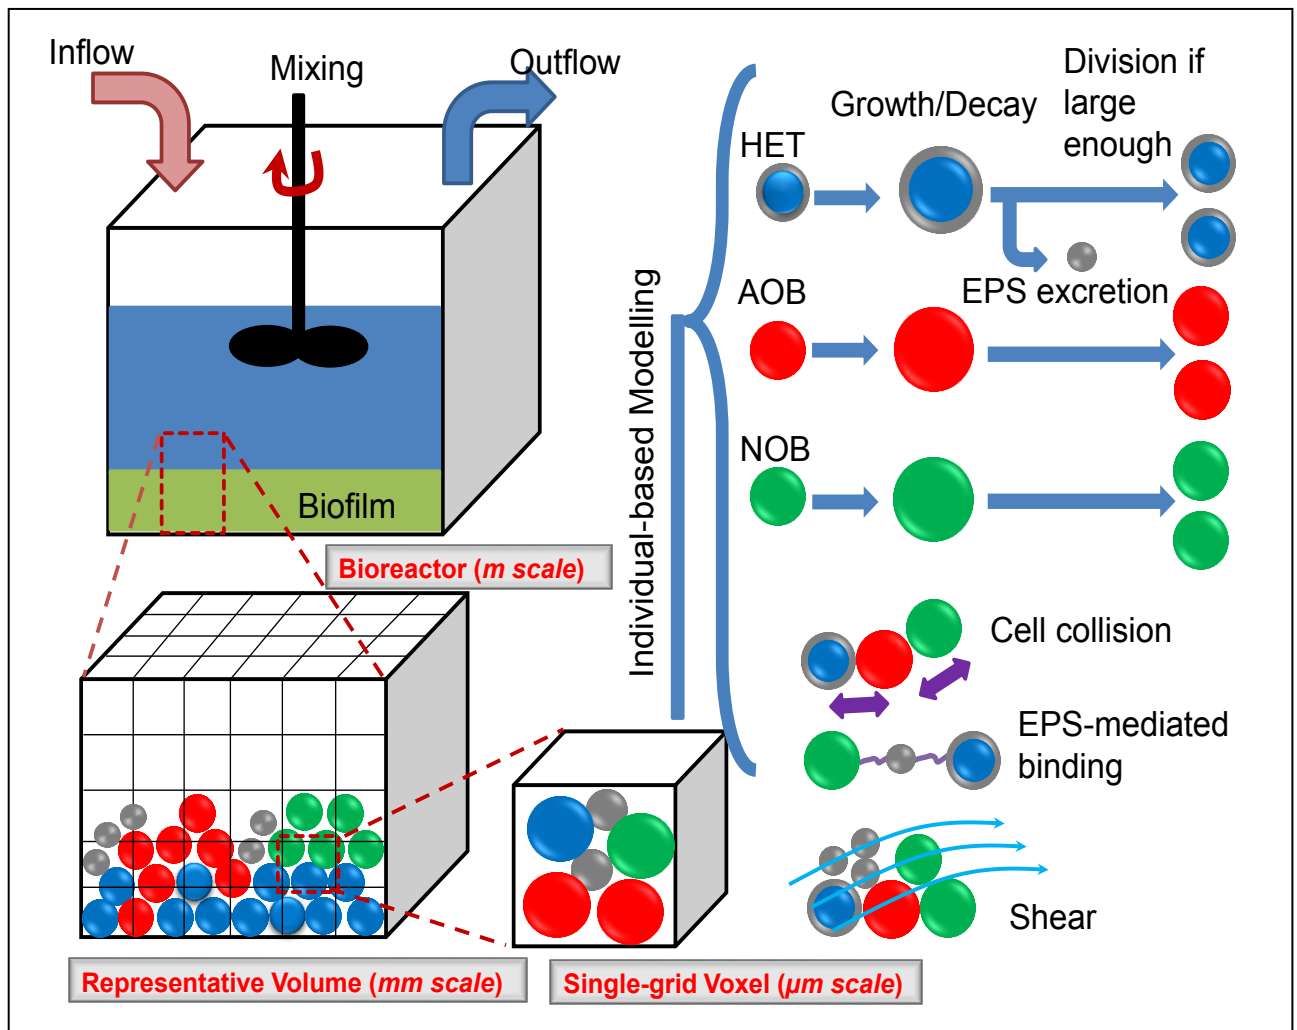 Inflow
Mixing
Outflow
Biofilm
Bioreactor (m scale)
Representative Volume (mm scale)
Single-grid Voxel (µm scale)
Individual-based Modelling
HET
Growth/Decay
Division if
large
enough
EPS excretion
AOB
NOB
Cell collision
EPS-mediated
binding
Shear